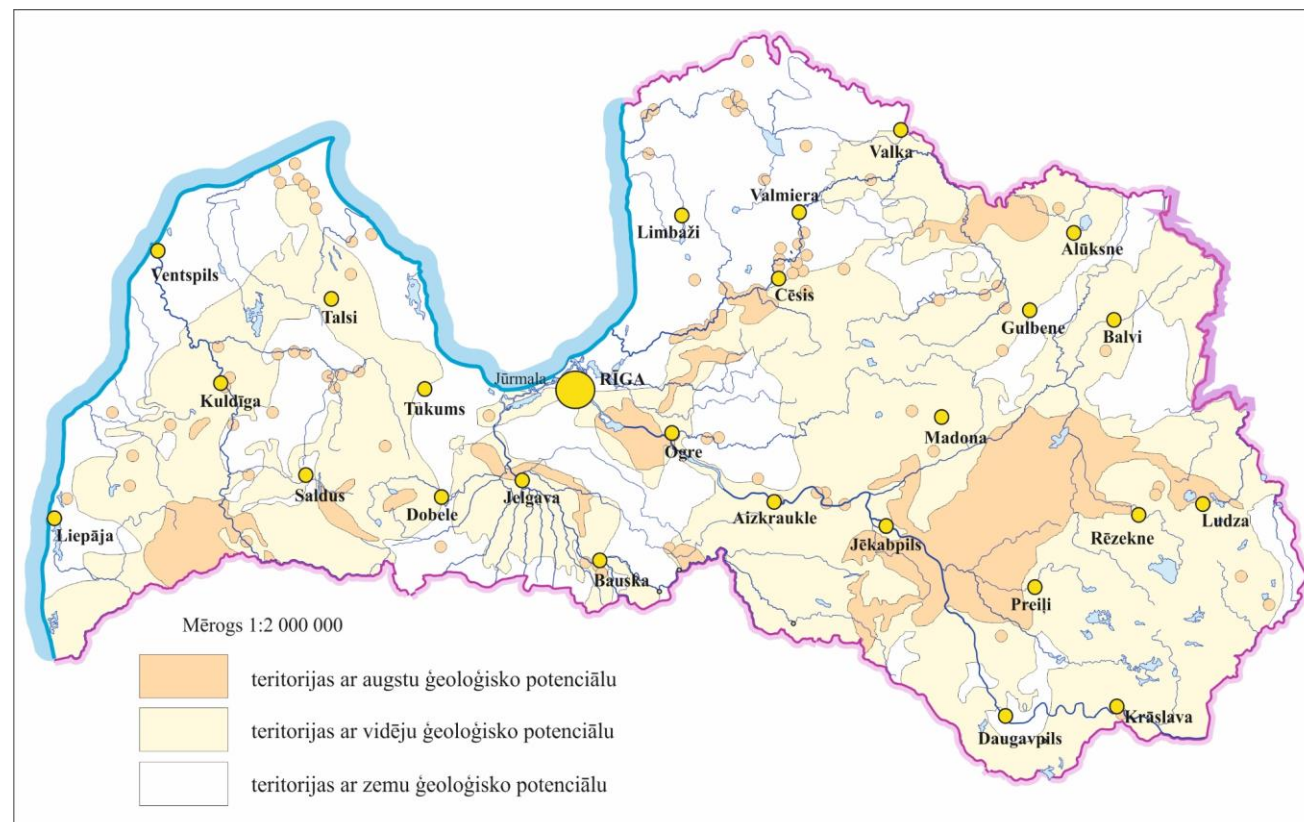 Valka
Valmiera
Limbaži
Alūksne
Ventspils
Cēsis
Talsi
Gulbene
Balvi
Jūrmala
RĪGA
Kuldīga
Tukums
Madona
Ogre
Saldus
Dobele
Jelgava
Aizkraukle
Ludza
Rēzekne
Liepāja
Jēkabpils
Bauska
Preiļi
Mērogs 1:2 000 000
teritorijas ar augstu ģeoloģisko potenciālu
Krāslava
teritorijas ar vidēju ģeoloģisko potenciālu
Daugavpils
teritorijas ar zemu ģeoloģisko potenciālu